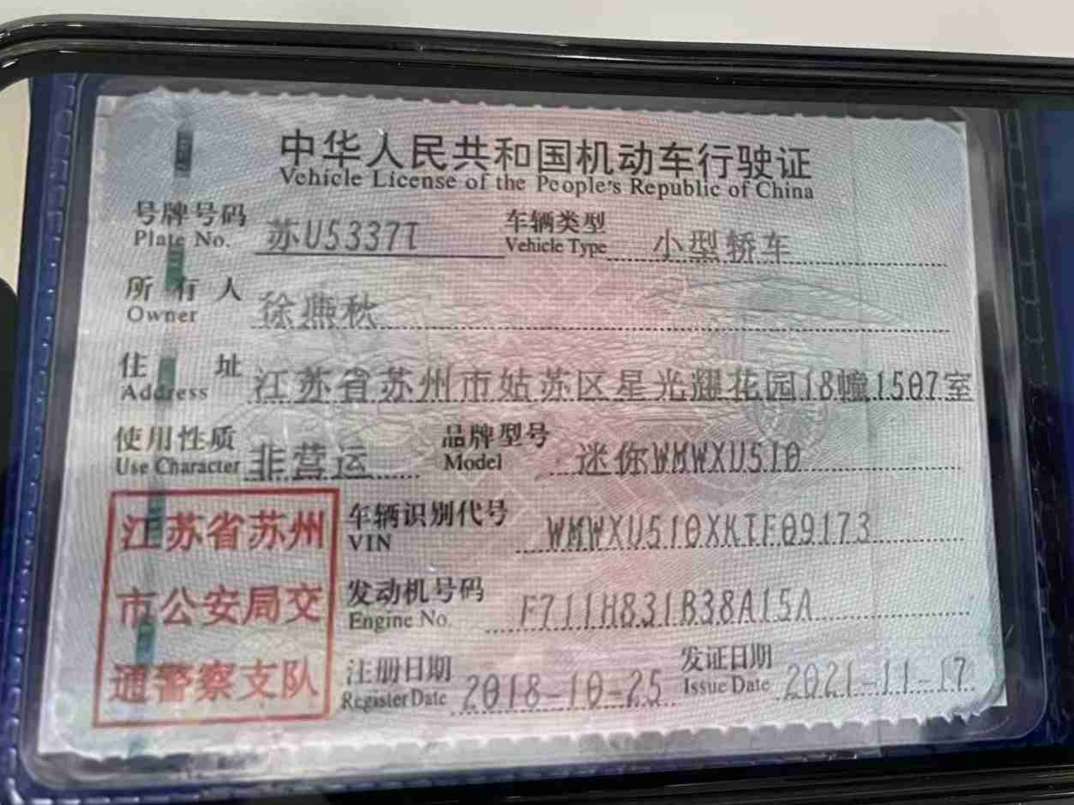 中华人民共和国机动车行驶证
Vehicle License of the People's Republic of China
号牌号码 苏U5337T 车辆类型 小型轿车
Plate No. Vehicle Type
所有人 徐燕秋
Owner
住址 江苏省苏州市姑苏区星光耀花园18幢1507室
Address
使用性质 非营运 品牌型号 迷你WMWXU510
Use Character Model
江苏省苏州 车辆识别代号 WMWXU510XKTF09173
VIN
市公安局交 发动机号码 F711H831B38A15A
Engine No.
通警察支队 注册日期 2018-10-25 发证日期 2021-11-17
Register Date Issue Date